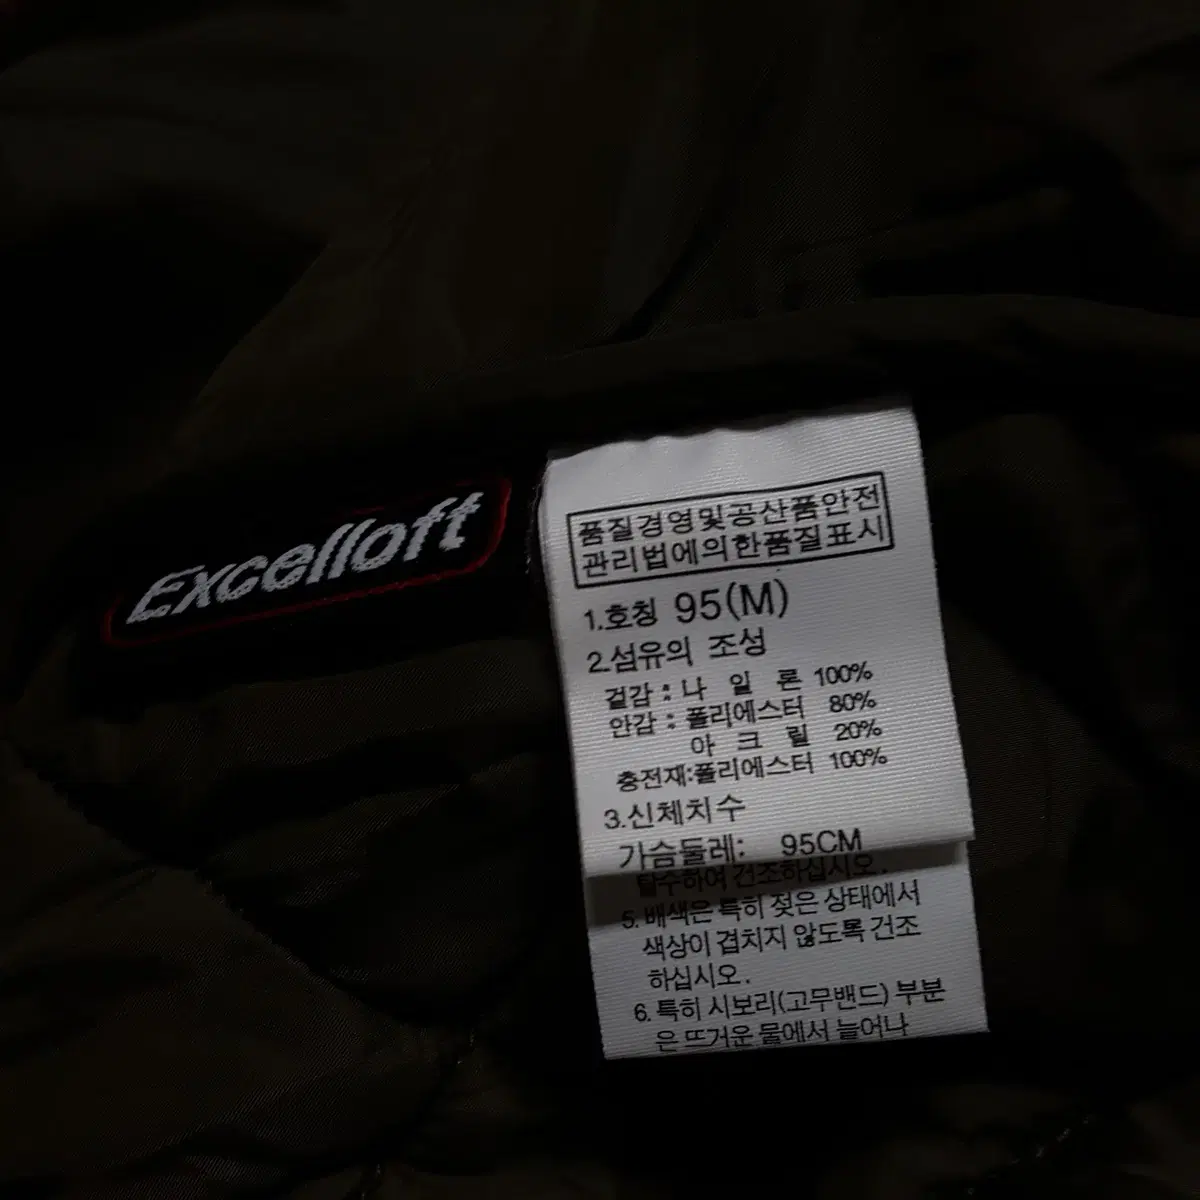 Excelloft
품질경영및공산품안전
관리법에의한품질표시
1.호칭 95(M)
2.섬유의 조성
겉감 : 나 일 론 100%
안감 : 폴리에스터 80%
아 크 릴 20%
충전재:폴리에스터 100%
3.신체치수
가슴둘레: 95CM
탈수하여 건조하십시오.
5. 배색은 특히 젖은 상태에서
색상이 겹치지 않도록 건조
하십시오.
6. 특히 시보리(고무밴드) 부분
은 뜨거운 물에서 늘어나